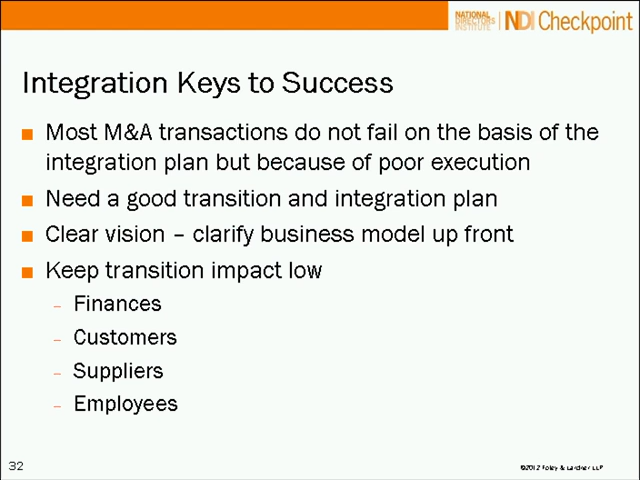 NATIONAL
DIRECTORS
INSTITUTE
NDI Checkpoint
Integration Keys to Success
Most M&A transactions do not fail on the basis of the
integration plan but because of poor execution
Need a good transition and integration plan
Clear vision – clarify business model up front
Keep transition impact low
– Finances
– Customers
– Suppliers
– Employees
32
©2012 Foley & Lardner LLP